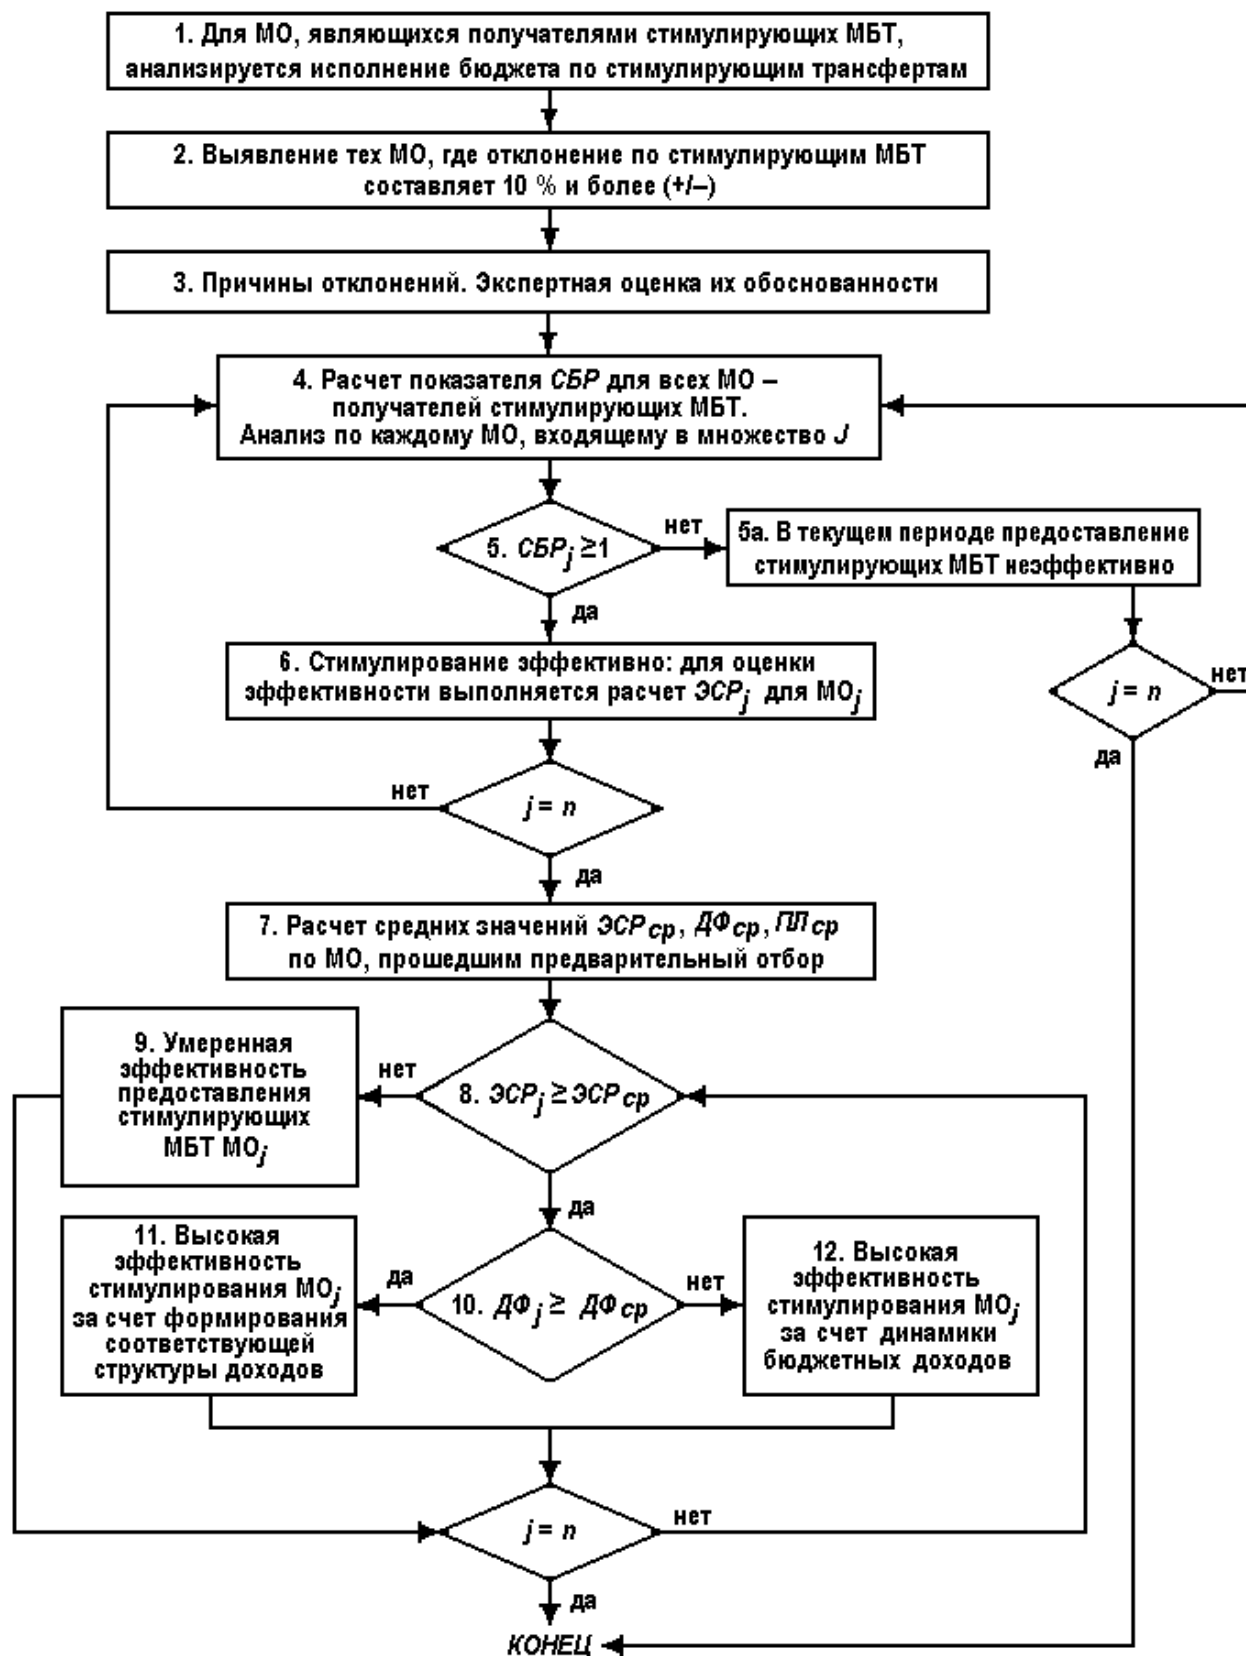 1. Для МО, являющихся получателями стимулирующих МБТ,
анализируется исполнение бюджета по стимулирующим трансфертам
2. Выявление тех МО, где отклонение по стимулирующим МБТ
составляет 10 % и более (+/–)
3. Причины отклонений. Экспертная оценка их обоснованности
4. Расчет показателя СБР для всех МО –
получателей стимулирующих МБТ.
Анализ по каждому МО, входящему в множество J
5. СБРj ≥1
нет
5а. В текущем периоде предоставление
стимулирующих МБТ неэффективно
да
6. Стимулирование эффективно: для оценки
эффективности выполняется расчет ЭСРj для МОj
j = n
нет
да
j = n
нет
да
7. Расчет средних значений ЭСРср, ДФср, ПЛср
по МО, прошедшим предварительный отбор
8. ЭСРj ≥ ЭСРср
нет
9. Умеренная
эффективность
предоставления
стимулирующих
МБТ МОj
да
10. ДФj ≥ ДФср
да
11. Высокая
эффективность
стимулирования МОj
за счет формирования
соответствующей
структуры доходов
нет
12. Высокая
эффективность
стимулирования МОj
за счет динамики
бюджетных доходов
j = n
нет
да
КОНЕЦ